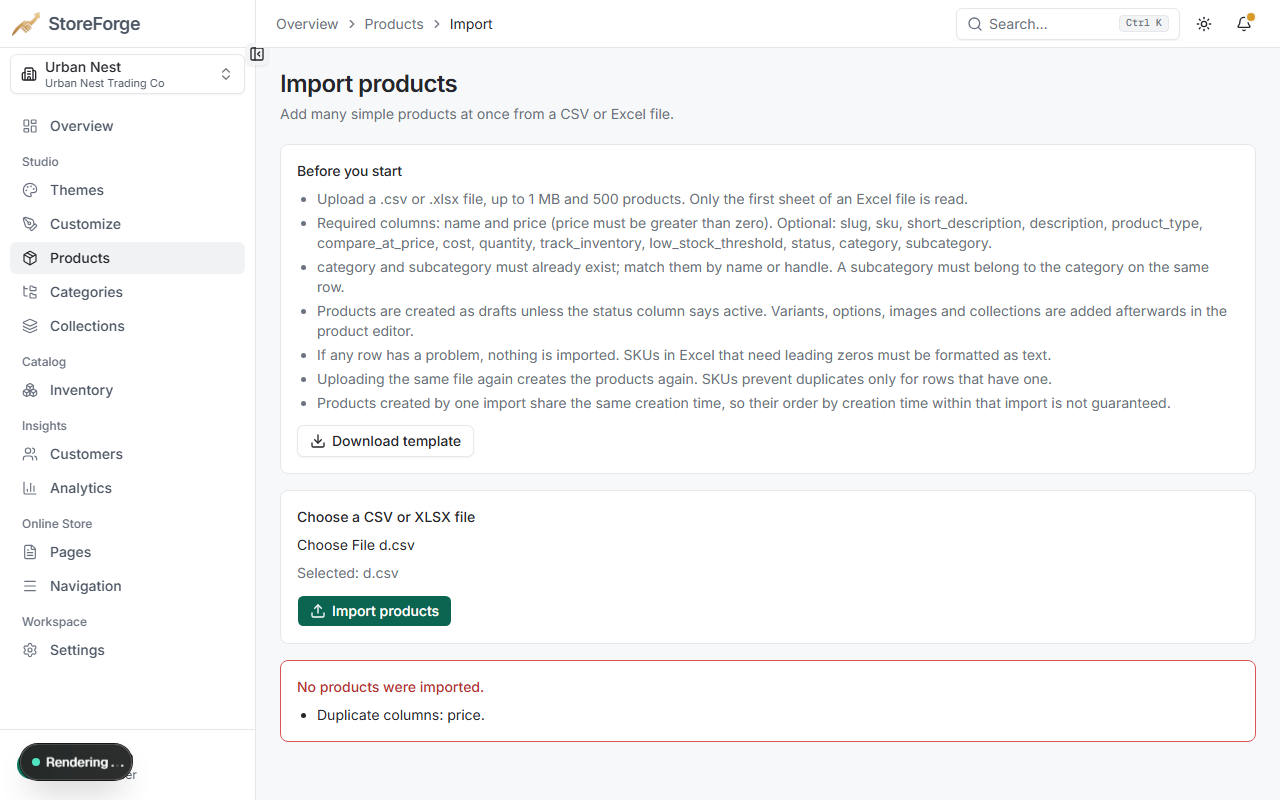 StoreForge
Overview
Products
Import
Search...
Ctrl K
Urban Nest
Urban Nest Trading Co
Overview
Studio
Themes
Customize
Products
Categories
Collections
Catalog
Inventory
Insights
Customers
Analytics
Online Store
Pages
Navigation
Workspace
Settings
Rendering ...
Import products
Add many simple products at once from a CSV or Excel file.
Before you start
Upload a .csv or .xlsx file, up to 1 MB and 500 products. Only the first sheet of an Excel file is read.
Required columns: name and price (price must be greater than zero). Optional: slug, sku, short_description, description, product_type,
compare_at_price, cost, quantity, track_inventory, low_stock_threshold, status, category, subcategory.
category and subcategory must already exist; match them by name or handle. A subcategory must belong to the category on the same
row.
Products are created as drafts unless the status column says active. Variants, options, images and collections are added afterwards in the
product editor.
If any row has a problem, nothing is imported. SKUs in Excel that need leading zeros must be formatted as text.
Uploading the same file again creates the products again. SKUs prevent duplicates only for rows that have one.
Products created by one import share the same creation time, so their order by creation time within that import is not guaranteed.
Download template
Choose a CSV or XLSX file
Choose File d.csv
Selected: d.csv
Import products
No products were imported.
Duplicate columns: price.